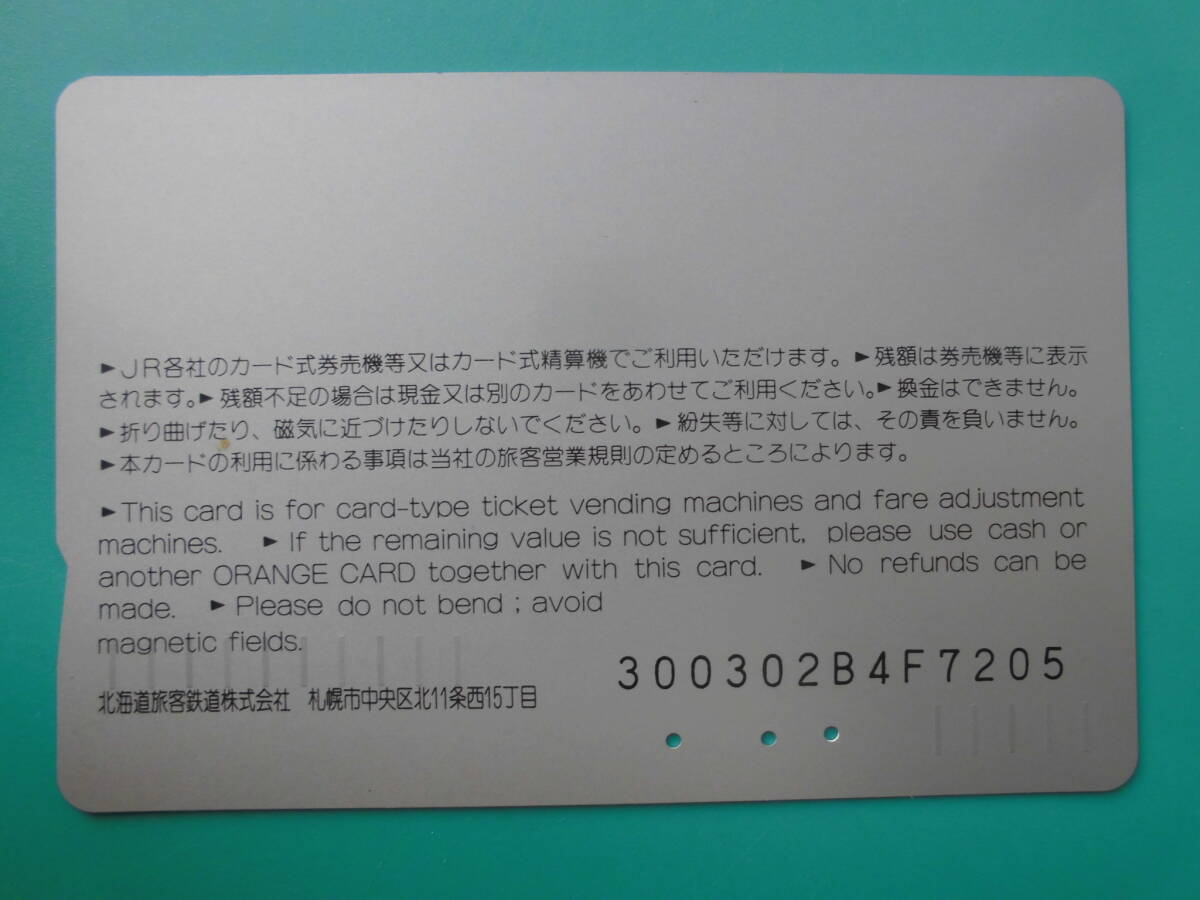 ►JR各社のカード式券売機等又はカード式精算機でご利用いただけます。►残額は券売機等に表示
されます。►残額不足の場合は現金又は別のカードをあわせてご利用ください。►換金はできません。
►折り曲げたり、磁気に近づけたりしないでください。►紛失等に対しては、その責を負いません。
►本カードの利用に係わる事項は当社の旅客営業規則の定めるところによります。
►This card is for card-type ticket vending machines and fare adjustment
machines. ►If the remaining value is not sufficient, please use cash or
another ORANGE CARD together with this card. ►No refunds can be
made. ►Please do not bend ; avoid
magnetic fields.
300302B4F7205
北海道旅客鉄道株式会社 札幌市中央区北11条西15丁目